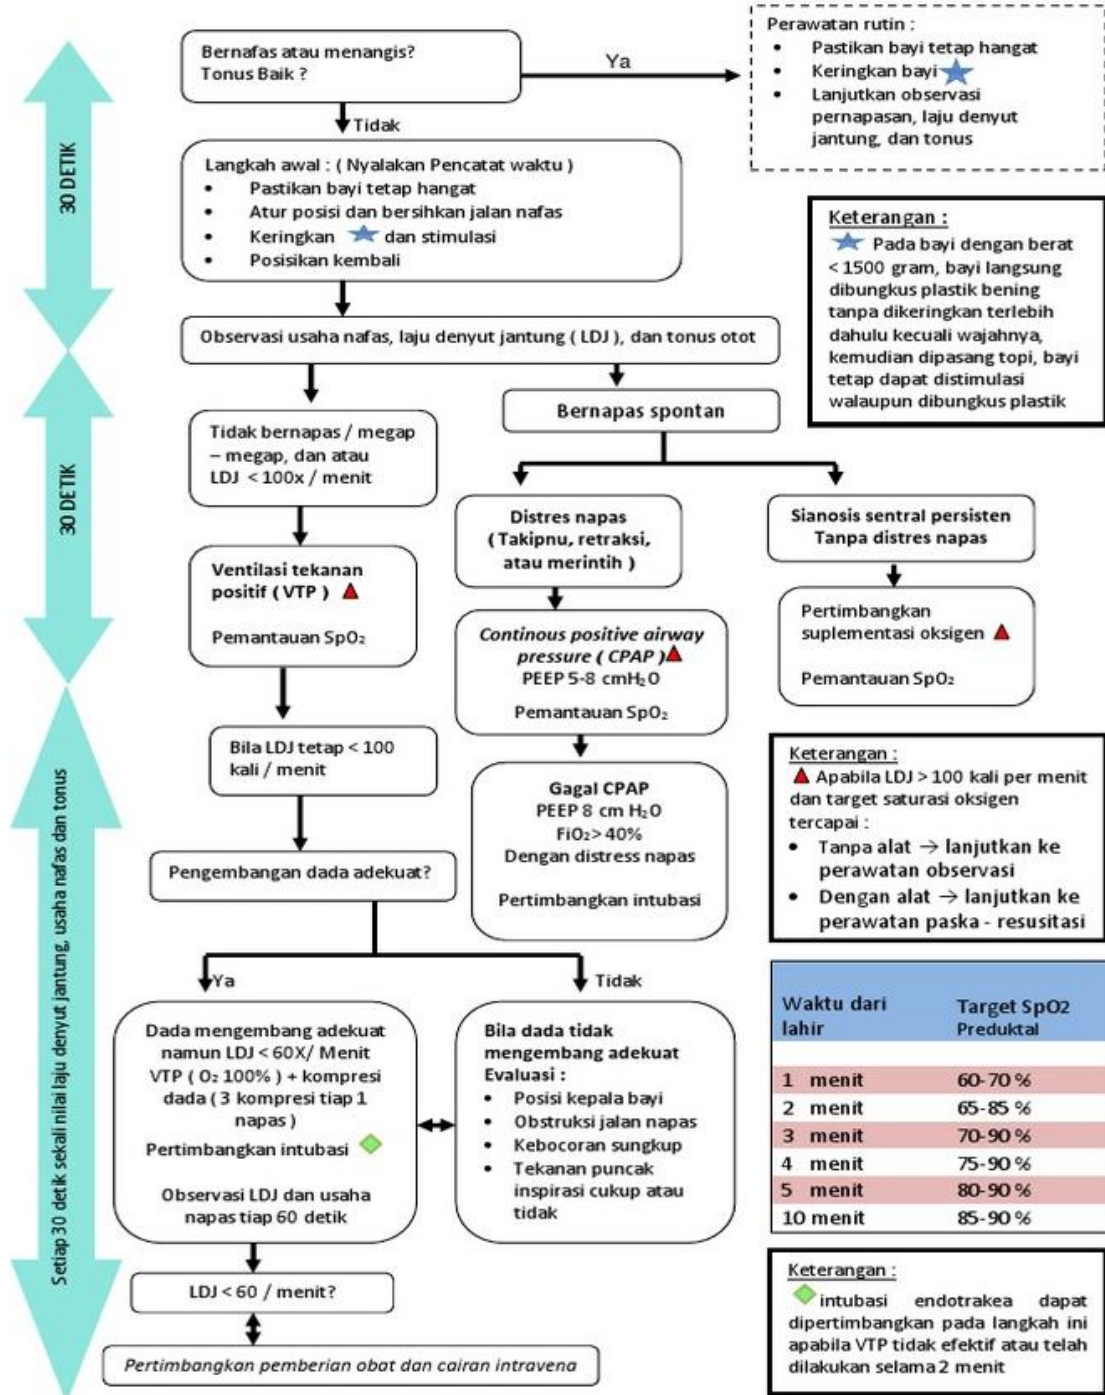 Bernafas atau menangis?
Tonus Baik ?
Ya
Perawatan rutin :
• Pastikan bayi tetap hangat
• Keringkan bayi
• Lanjutkan observasi
pernapasan, laju denyut
jantung, dan tonus
Tidak
30 DETIK
Langkah awal : ( Nyalakan Pencatat waktu )
• Pastikan bayi tetap hangat
• Atur posisi dan bersihkan jalan nafas
• Keringkan dan stimulasi
• Posisikan kembali
Keterangan :
Pada bayi dengan berat
< 1500 gram, bayi langsung
dibungkus plastik bening
tanpa dikeringkan terlebih
dahulu kecuali wajahnya,
kemudian dipasang topi, bayi
tetap dapat distimulasi
walaupun dibungkus plastik
Observasi usaha nafas, laju denyut jantung ( LDJ ), dan tonus otot
30 DETIK
Tidak bernapas / megap
– megap, dan atau
LDJ < 100x / menit
Bernapas spontan
Distres napas
( Takipnu, retraksi,
atau merintih )
Sianosis sentral persisten
Tanpa distres napas
Ventilasi tekanan
positif ( VTP )
Pemantauan SpO₂
Continous positive airway
pressure ( CPAP )
PEEP 5-8 cmH₂O
Pemantauan SpO₂
Pertimbangkan
suplementasi oksigen
Pemantauan SpO₂
Setiap 30 detik sekali nilai laju denyut jantung, usaha nafas dan tonus
Bila LDJ tetap < 100
kali / menit
Gagal CPAP
PEEP 8 cm H₂O
FiO₂> 40%
Dengan distress napas
Pertimbangkan intubasi
Keterangan :
Apabila LDJ > 100 kali per menit
dan target saturasi oksigen
tercapai :
• Tanpa alat → lanjutkan ke
perawatan observasi
• Dengan alat → lanjutkan ke
perawatan paska - resusitasi
Pengembangan dada adekuat?
Ya
Tidak
Dada mengembang adekuat
namun LDJ < 60X/ Menit
VTP ( O₂ 100% ) + kompresi
dada ( 3 kompresi tiap 1
napas )
Pertimbangkan intubasi
Observasi LDJ dan usaha
napas tiap 60 detik
Bila dada tidak
mengembang adekuat
Evaluasi :
• Posisi kepala bayi
• Obstruksi jalan napas
• Kebocoran sungkup
• Tekanan puncak
inspirasi cukup atau
tidak
Waktu dari lahir Target SpO2 Preduktal
1 menit 60-70 %
2 menit 65-85 %
3 menit 70-90 %
4 menit 75-90 %
5 menit 80-90 %
10 menit 85-90 %
LDJ < 60 / menit?
Pertimbangkan pemberian obat dan cairan intravena
Keterangan :
intubasi endotrakea dapat
dipertimbangkan pada langkah ini
apabila VTP tidak efektif atau telah
dilakukan selama 2 menit